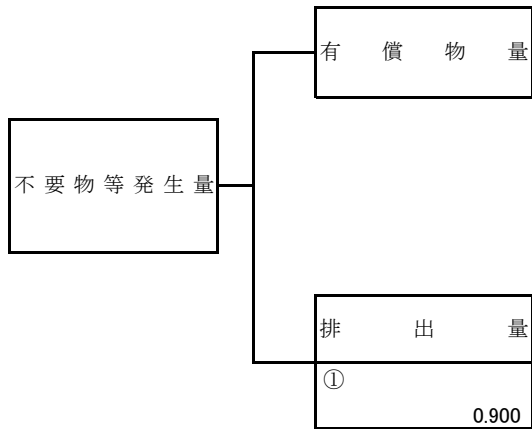 有償物量
不要物等発生量
排出量
①
0.900